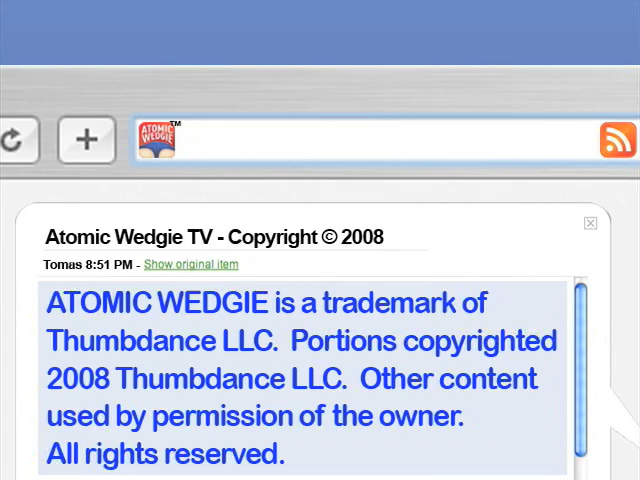 ATOMIC
WEDGIE
TM
Atomic Wedgie TV - Copyright © 2008
Tomas 8:51 PM - Show original item
ATOMIC WEDGIE is a trademark of
Thumbdance LLC.  Portions copyrighted
2008 Thumbdance LLC.  Other content
used by permission of the owner.
All rights reserved.